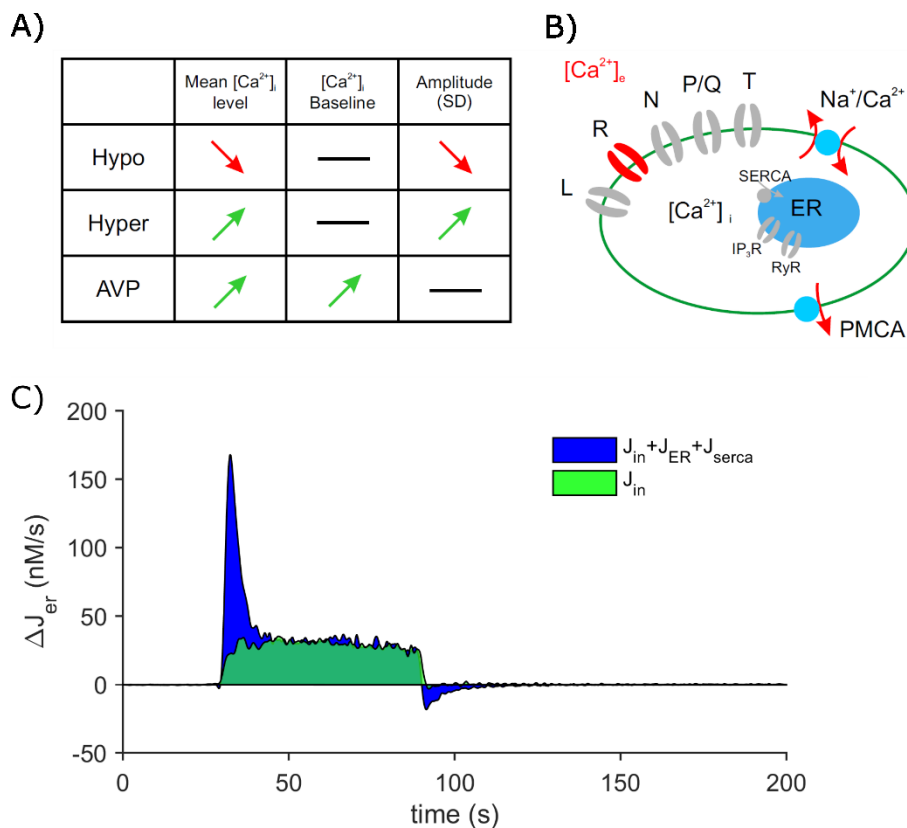 A)
Mean [Ca²⁺]ᵢ level
[Ca²⁺]ᵢ Baseline
Amplitude (SD)
Hypo
Hyper
AVP
B)
[Ca²⁺]ₑ
L
R
N
P/Q
T
Na⁺/Ca²⁺
SERCA
[Ca²⁺] ᵢ
ER
IP₃R
RyR
PMCA
C)
200
150
100
50
0
-50
ΔJer (nM/s)
Jin+JER+Jserca
Jin
0
50
100
150
200
time (s)